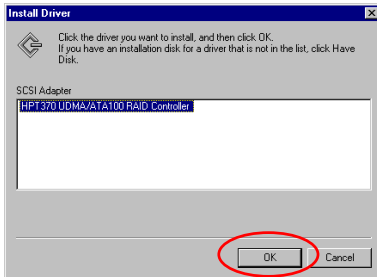 Install Driver
Click the driver you want to install, and then click OK.
If you have an installation disk for a driver that is not in the list, click Have
Disk.
SCSI Adapter
HPT370 UDMA/ATA100 RAID Controller
OK
Cancel